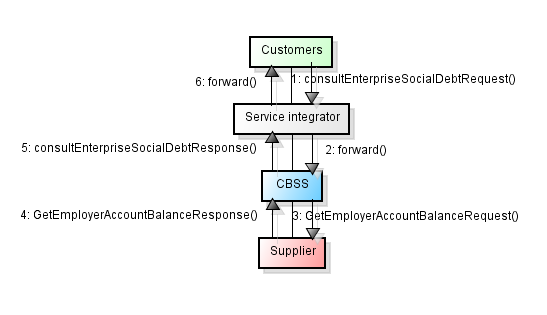 Customers
1: consultEnterpriseSocialDebtRequest()
6: forward()
Service integrator
5: consultEnterpriseSocialDebtResponse()
2: forward()
CBSS
4: GetEmployerAccountBalanceResponse()
3: GetEmployerAccountBalanceRequest()
Supplier